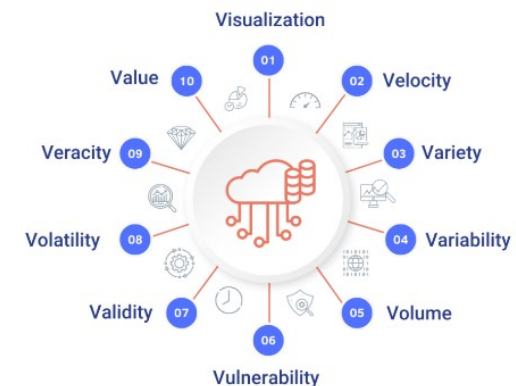 Visualization
01
02 Velocity
03 Variety
04 Variability
05 Volume
06
Vulnerability
Validity 07
Volatility 08
Veracity 09
Value 10